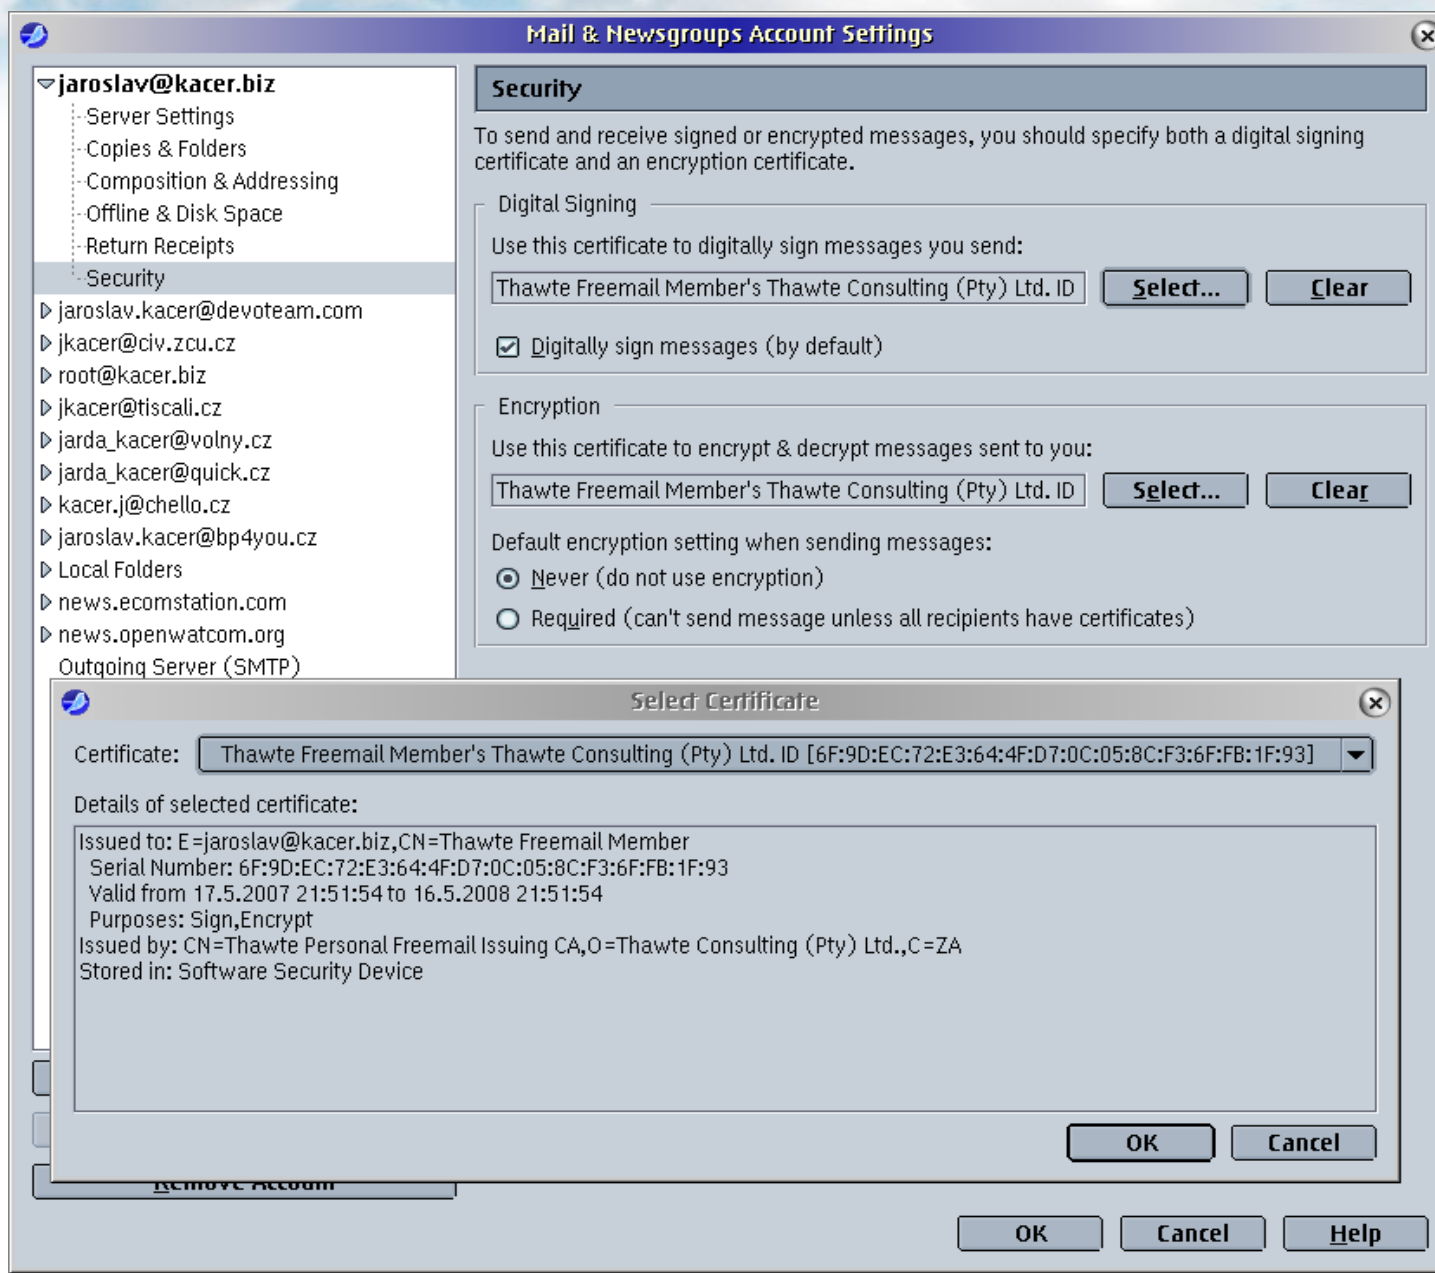 Mail & Newsgroups Account Settings
jaroslav@kacer.biz
Server Settings
Copies & Folders
Composition & Addressing
Offline & Disk Space
Return Receipts
Security
jaroslav.kacer@devoteam.com
jkacer@civ.zcu.cz
root@kacer.biz
jkacer@tiscali.cz
jarda_kacer@volny.cz
jarda_kacer@quick.cz
kacer.j@chello.cz
jaroslav.kacer@bp4you.cz
Local Folders
news.ecomstation.com
news.openwatcom.org
Outgoing Server (SMTP)
Security
To send and receive signed or encrypted messages, you should specify both a digital signing
certificate and an encryption certificate.
Digital Signing
Use this certificate to digitally sign messages you send:
Thawte Freemail Member's Thawte Consulting (Pty) Ltd. ID Select... Clear
Digitally sign messages (by default)
Encryption
Use this certificate to encrypt & decrypt messages sent to you:
Thawte Freemail Member's Thawte Consulting (Pty) Ltd. ID Select... Clear
Default encryption setting when sending messages:
Never (do not use encryption)
Required (can't send message unless all recipients have certificates)
Select Certificate
Certificate: Thawte Freemail Member's Thawte Consulting (Pty) Ltd. ID [6F:9D:EC:72:E3:64:4F:D7:0C:05:8C:F3:6F:FB:1F:93]
Details of selected certificate:
Issued to: E=jaroslav@kacer.biz,CN=Thawte Freemail Member
Serial Number: 6F:9D:EC:72:E3:64:4F:D7:0C:05:8C:F3:6F:FB:1F:93
Valid from 17.5.2007 21:51:54 to 16.5.2008 21:51:54
Purposes: Sign,Encrypt
Issued by: CN=Thawte Personal Freemail Issuing CA,O=Thawte Consulting (Pty) Ltd.,C=ZA
Stored in: Software Security Device
OK Cancel
Remove Account
OK Cancel Help